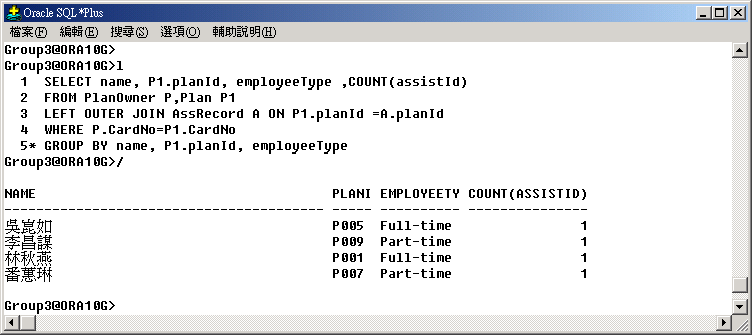 Oracle SQL*Plus
檔案(F) 編輯(E) 搜尋(S) 選項(O) 輔助說明(H)
Group3@ORA10G>
Group3@ORA10G>l
1 SELECT name, P1.planId, employeeType ,COUNT(assistId)
2 FROM PlanOwner P,Plan P1
3 LEFT OUTER JOIN AssRecord A ON P1.planId =A.planId
4 WHERE P.CardNo=P1.CardNo
5* GROUP BY name, P1.planId, employeeType
Group3@ORA10G>/
NAME PLANI EMPLOYEETY COUNT(ASSISTID)
---------------------------------------- ----- ---------- ---------------
吳崑如 P005 Full-time 1
李昌謀 P009 Part-time 1
林秋燕 P001 Full-time 1
番蕙琳 P007 Part-time 1
Group3@ORA10G>